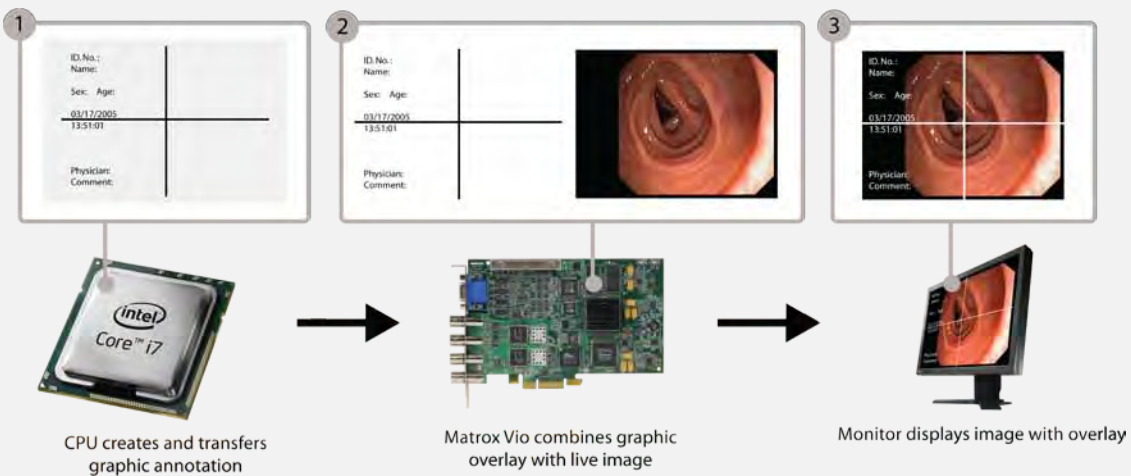 1
ID. No. :
Name:
Sex: Age:
03/17/2005
13:51:01
Physician:
Comment:
2
ID. No. :
Name:
Sex: Age:
03/17/2005
13:51:01
Physician:
Comment:
3
ID. No. :
Name:
Sex: Age:
03/17/2005
13:51:01
Physician:
Comment:
intel
Core™ i7
CPU creates and transfers
graphic annotation
Matrox Vio combines graphic
overlay with live image
Monitor displays image with overlay